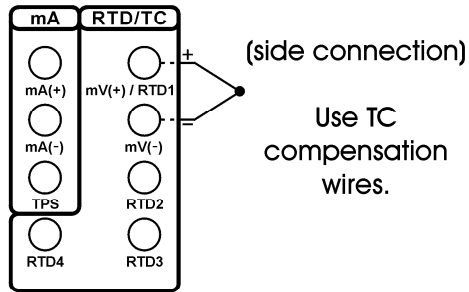 mA RTD/TC
+
mA(+) mV(+) / RTD1
mA(-) mV(-)
=
TPS RTD2
RTD4 RTD3
(side connection)
Use TC
compensation
wires.